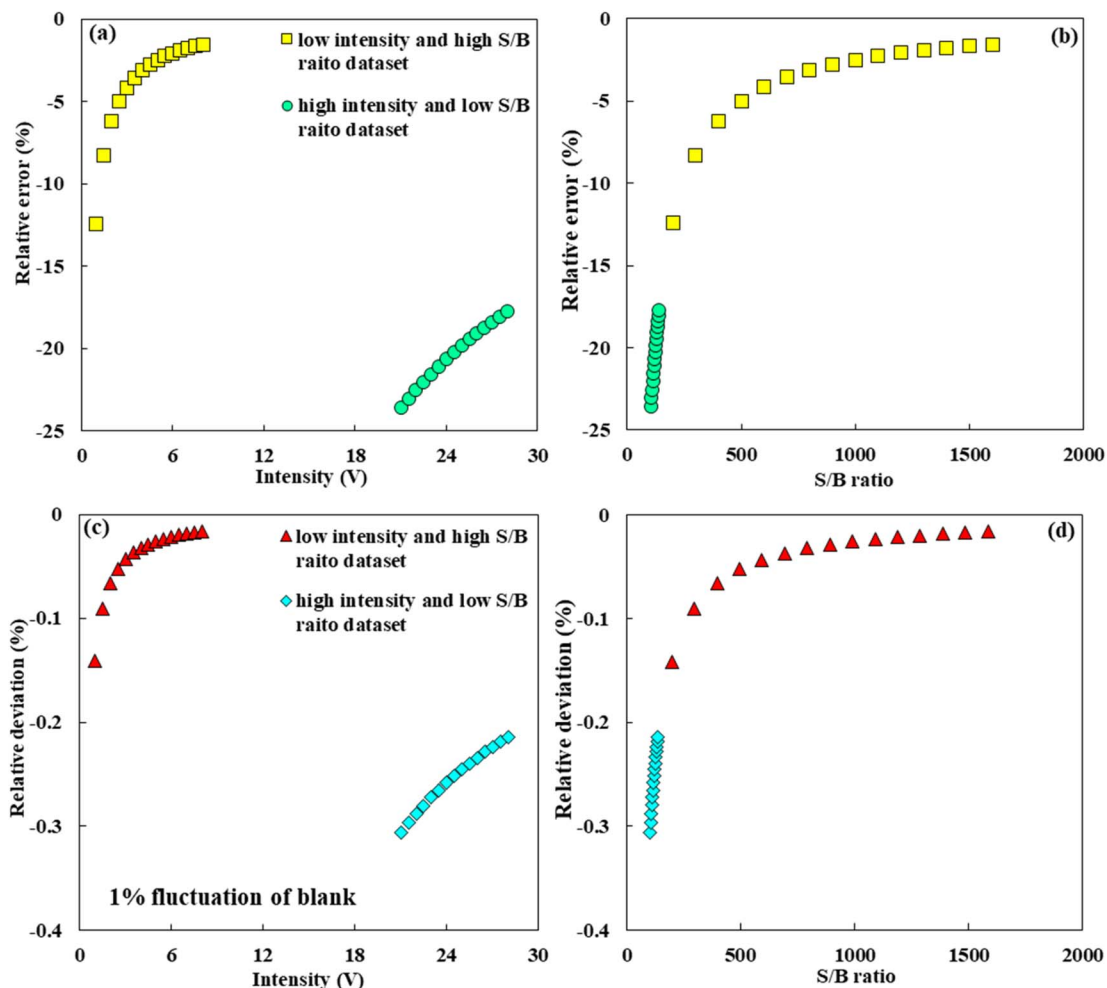 (a)
low intensity and high S/B
raito dataset
high intensity and low S/B
raito dataset
0
-5
-10
-15
-20
-25
Relative error (%)
0 6 12 18 24 30
Intensity (V)
(b)
0
-5
-10
-15
-20
-25
Relative error (%)
0 500 1000 1500 2000
S/B ratio
(c)
low intensity and high S/B
raito dataset
high intensity and low S/B
raito dataset
0
-0.1
-0.2
-0.3
-0.4
Relative deviation (%)
1% fluctuation of blank
0 6 12 18 24 30
Intensity (V)
(d)
0
-0.1
-0.2
-0.3
-0.4
Relative deviation (%)
0 500 1000 1500 2000
S/B ratio